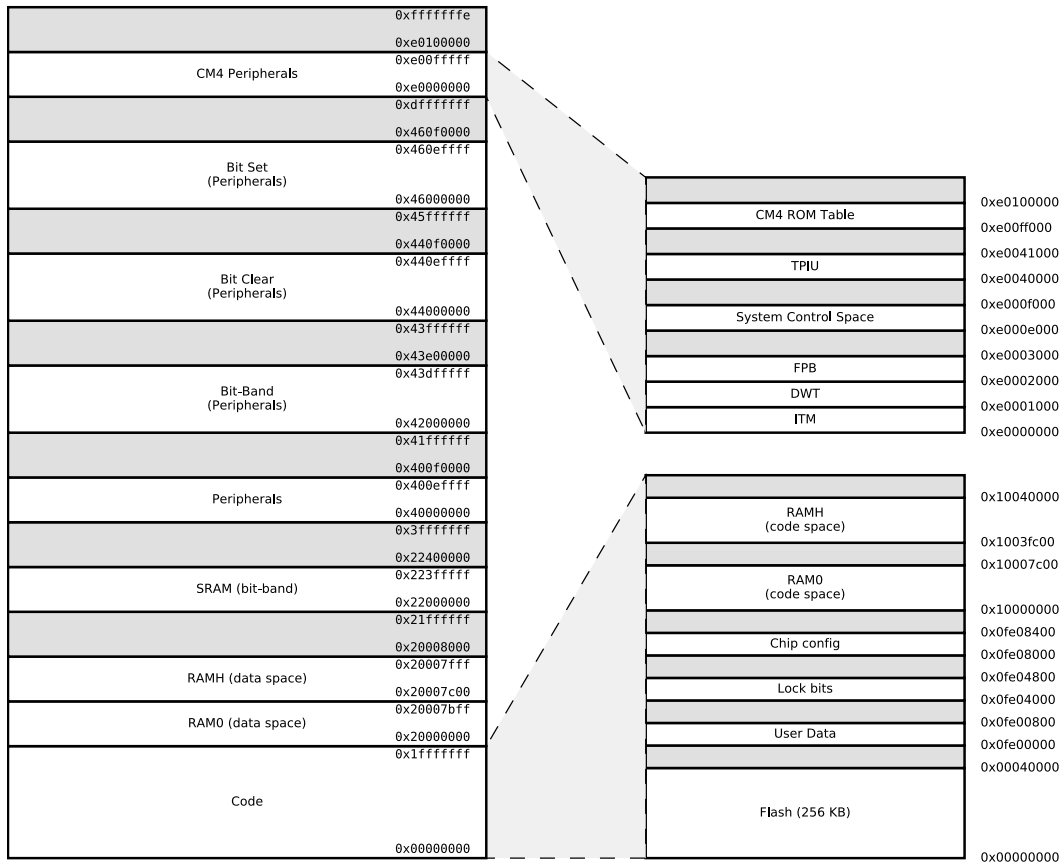 0xfffffffe
0xe0100000
0xe00fffff
CM4 Peripherals
0xe0000000
0xdfffffff
0x460f0000
0x460effff
Bit Set
(Peripherals)
0x46000000
0x45ffffff
0x440f0000
0x440effff
Bit Clear
(Peripherals)
0x44000000
0x43ffffff
0x43e00000
0x43dfffff
Bit-Band
(Peripherals)
0x42000000
0x41ffffff
0x400f0000
0x400effff
Peripherals
0x40000000
0x3fffffff
0x22400000
0x223fffff
SRAM (bit-band)
0x22000000
0x21ffffff
0x20008000
0x20007fff
RAMH (data space)
0x20007c00
0x20007bff
RAM0 (data space)
0x20000000
0x1fffffff
Code
0x00000000
0xe0100000
CM4 ROM Table
0xe00ff000
0xe0041000
TPIU
0xe0040000
0xe000f000
System Control Space
0xe000e000
0xe0003000
FPB
0xe0002000
DWT
0xe0001000
ITM
0xe0000000
0x10040000
RAMH
(code space)
0x1003fc00
0x10007c00
RAM0
(code space)
0x10000000
0x0fe08400
Chip config
0x0fe08000
0x0fe04800
Lock bits
0x0fe04000
0x0fe00800
User Data
0x0fe00000
0x00040000
Flash (256 KB)
0x00000000